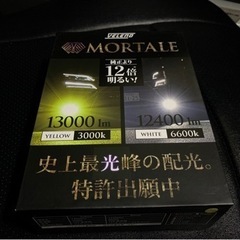 VELENO
MORTALE
純正より
12倍
明るい!
13000 lm
YELLOW 3000k
12400 lm
WHITE 6600k
史上最光峰の配光。
特許出願中